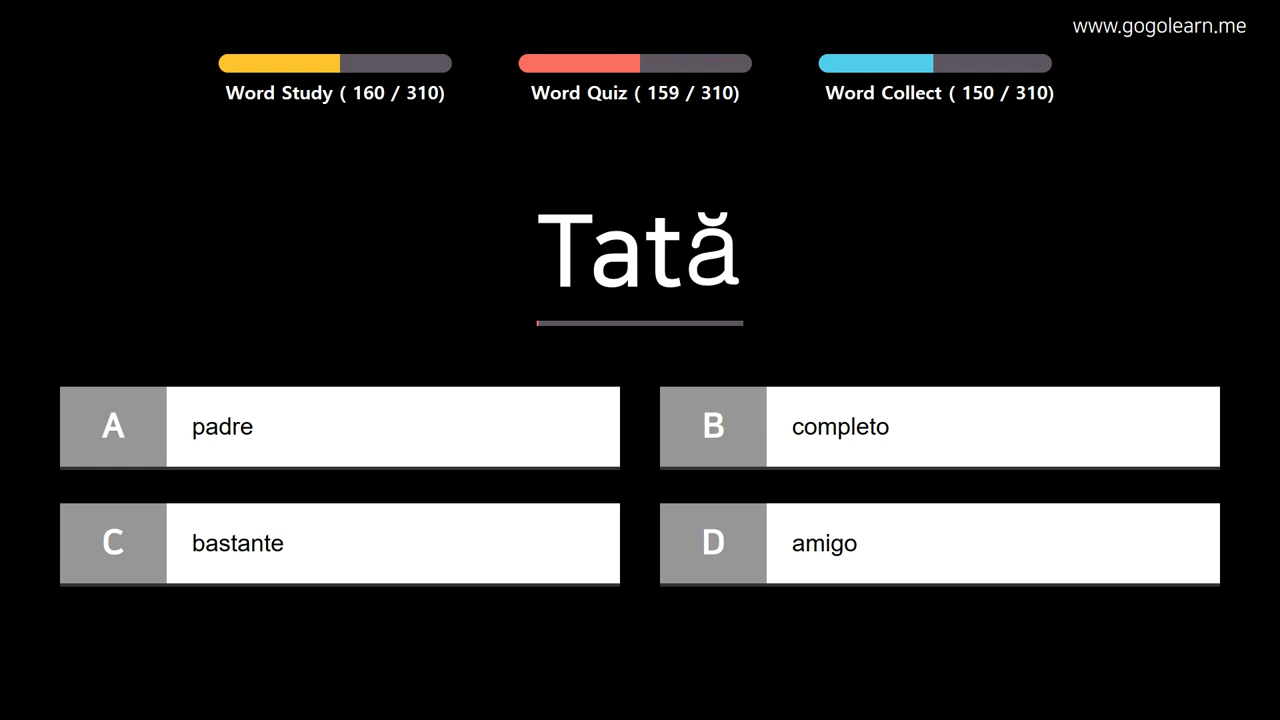 www.gogolearn.me
Word Study ( 160 / 310)
Word Quiz ( 159 / 310)
Word Collect ( 150 / 310)
Tată
A padre
B completo
C bastante
D amigo